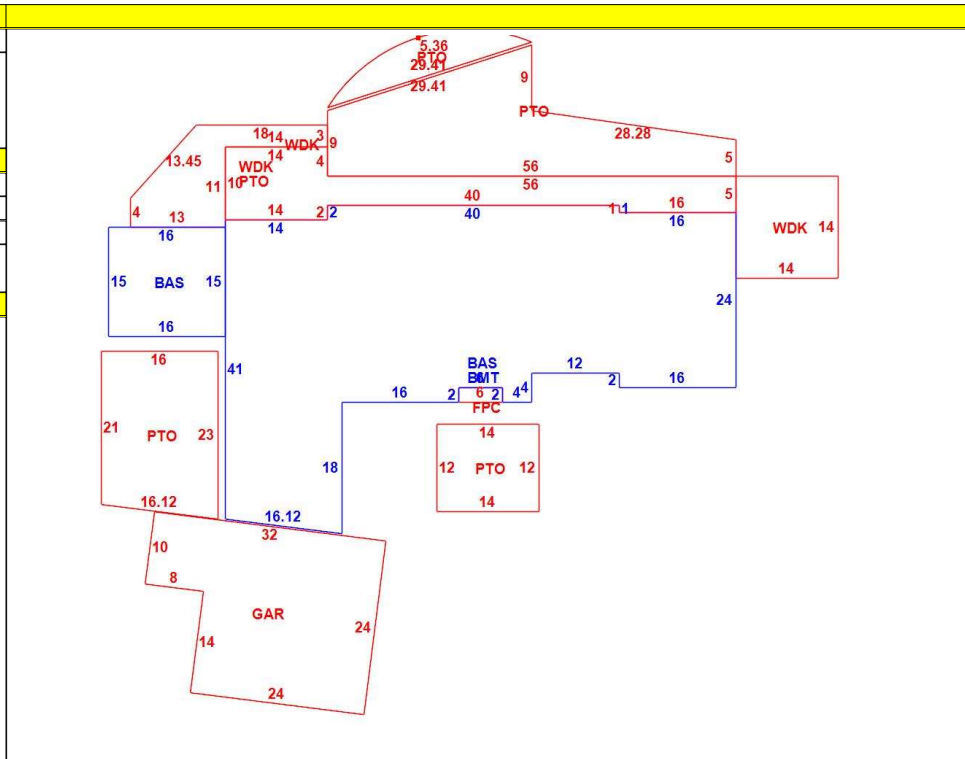 5.36
PTO
29.41
29.41
9
PTO
28.28
18 14 3
WDK 9
13.45 14 4 5
WDK 56
11 10 PTO 56
5
40
4 13 14 2 2 40 1 1 16
16 14 16
WDK 14
14
15 BAS 15
24
16
BAS
12
16 41 BMT
16 2 6 2 4 4 2 16
FPC
21 PTO 23
14
18 12 PTO 12
16.12 14
16.12
32
10
8
GAR
24
14
24